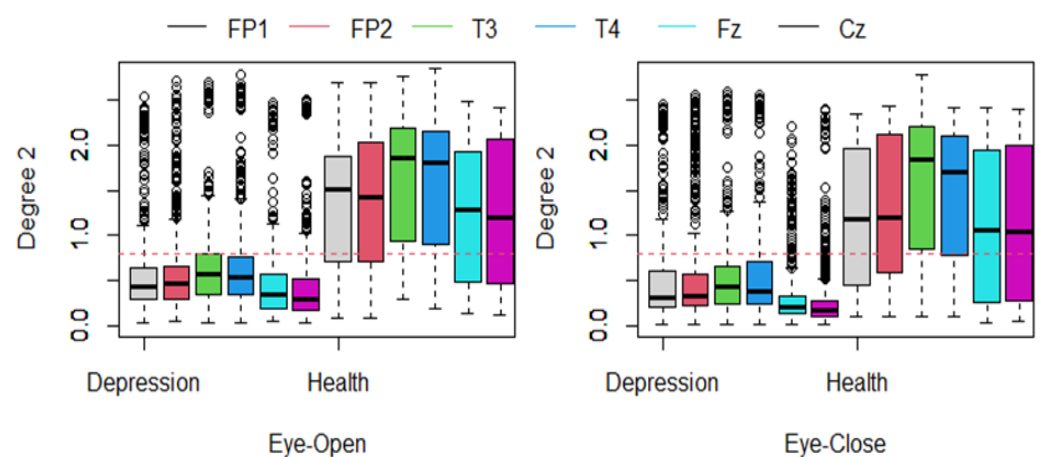 FP1 FP2 T3 T4 Fz Cz
Degree 2
0.0 1.0 2.0
Depression Health
Eye-Open
Degree 2
0.0 1.0 2.0
Depression Health
Eye-Close